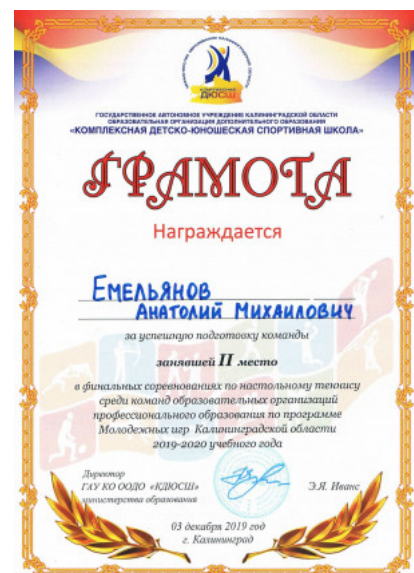 КОМПЛЕКСНАЯ
ДЮСШ
ГОСУДАРСТВЕННОЕ АВТОНОМНОЕ УЧРЕЖДЕНИЕ КАЛИНИНГРАДСКОЙ ОБЛАСТИ
ОБРАЗОВАТЕЛЬНАЯ ОРГАНИЗАЦИЯ ДОПОЛНИТЕЛЬНОГО ОБРАЗОВАНИЯ
«КОМПЛЕКСНАЯ ДЕТСКО-ЮНОШЕСКАЯ СПОРТИВНАЯ ШКОЛА»
ГРАМОТА
Награждается
ЕМЕЛЬЯНОВ
АНАТОЛИЙ МИХАИЛОВИЧ
за успешную подготовку команды
занявшей II место
в финальных соревнованиях по настольному теннису
среди команд образовательных организаций
профессионального образования по программе
Молодежных игр Калининградской области
2019-2020 учебного года
Директор
ГАУ КО ООДО «КДЮСШ»
министерства образования
Э.Я. Иванс
03 декабря 2019 год
г. Калининград